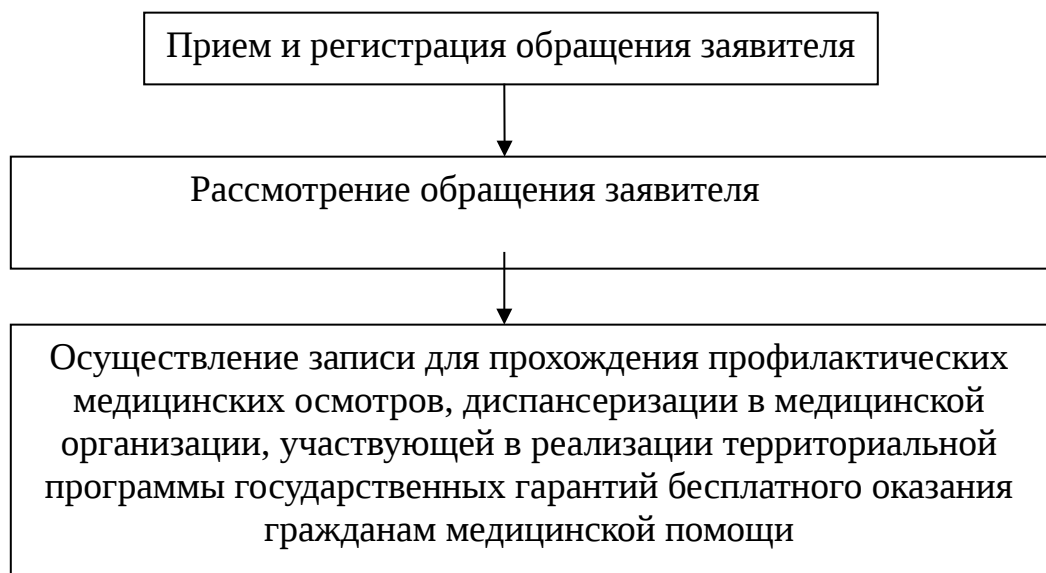 Прием и регистрация обращения заявителя
Рассмотрение обращения заявителя
Осуществление записи для прохождения профилактических
медицинских осмотров, диспансеризации в медицинской
организации, участвующей в реализации территориальной
программы государственных гарантий бесплатного оказания
гражданам медицинской помощи